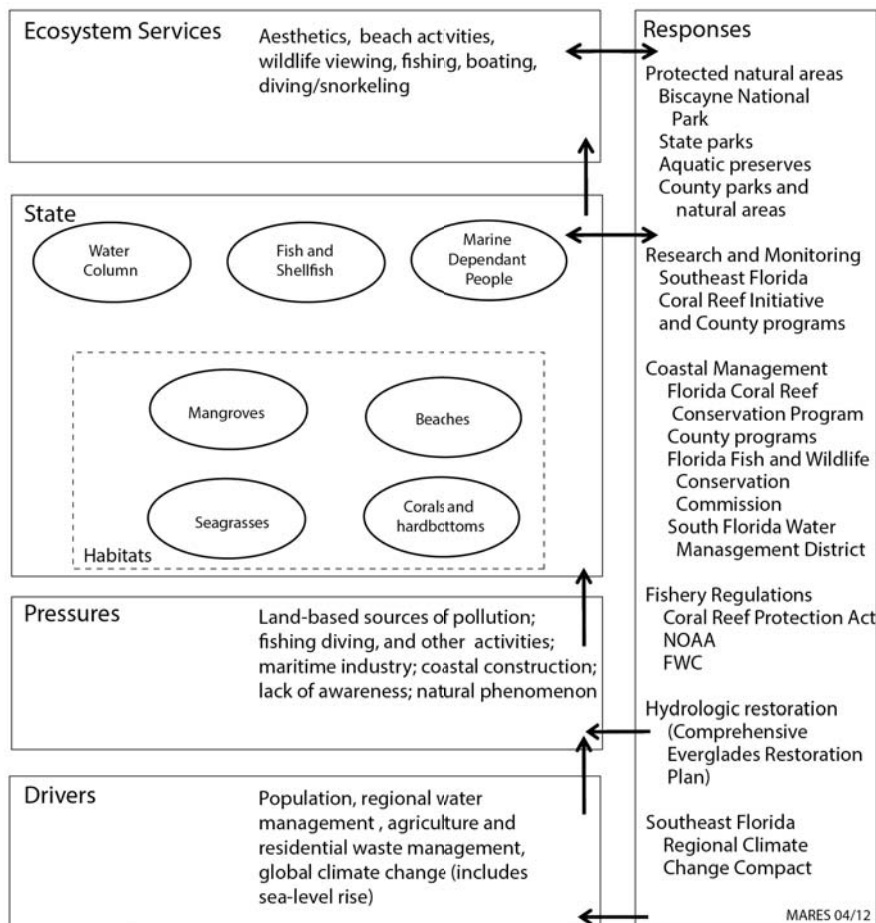 Ecosystem Services
Aesthetics, beach activities,
wildlife viewing, fishing, boating,
diving/snorkeling
State
Water
Column
Fish and
Shellfish
Marine
Dependant
People
Mangroves
Beaches
Seagrasses
Corals and
hardbottoms
Habitats
Pressures
Land-based sources of pollution;
fishing diving, and other activities;
maritime industry; coastal construction;
lack of awareness; natural phenomenon
Drivers
Population, regional water
management , agriculture and
residential waste management,
global climate change (includes
sea-level rise)
Responses
Protected natural areas
Biscayne National
Park
State parks
Aquatic preserves
County parks and
natural areas
Research and Monitoring
Southeast Florida
Coral Reef Initiative
and County programs
Coastal Management
Florida Coral Reef
Conservation Program
County programs
Florida Fish and Wildlife
Conservation
Commission
South Florida Water
Manasgement District
Fishery Regulations
Coral Reef Protection Act
NOAA
FWC
Hydrologic restoration
(Comprehensive
Everglades Restoration
Plan)
Southeast Florida
Regional Climate
Change Compact
MARES 04/12